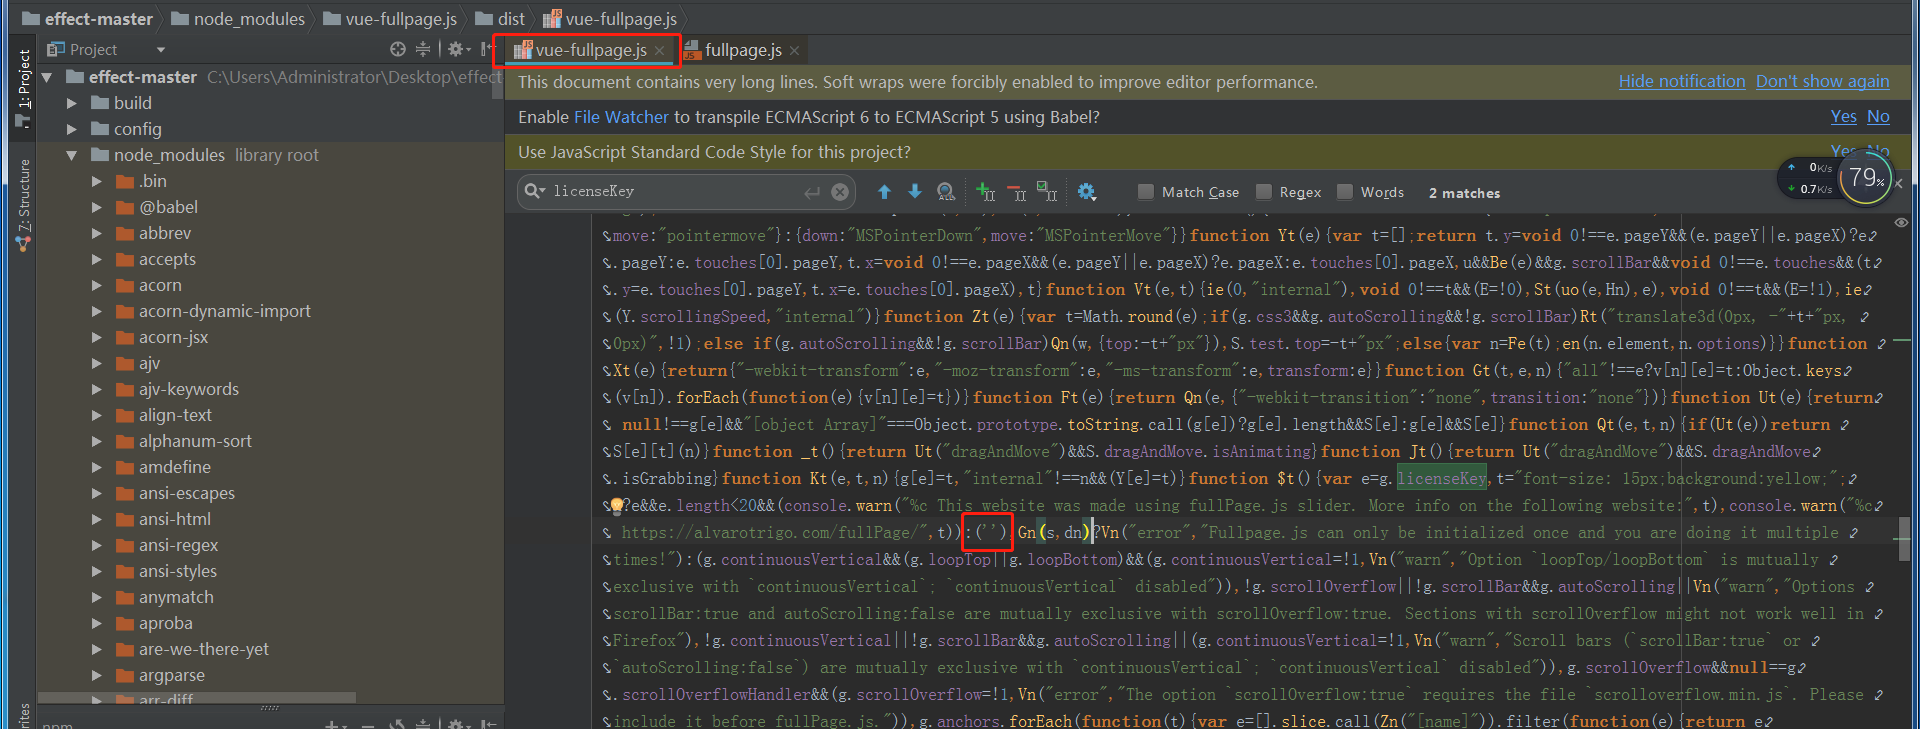 effect-master node_modules vue-fullpage.js dist vue-fullpage.js
Project
vue-fullpage.js
fullpage.js
effect-master C:\Users\Administrator\Desktop\effect
build
config
node_modules library root
.bin
@babel
abbrev
accepts
acorn
acorn-dynamic-import
acorn-jsx
ajv
ajv-keywords
align-text
alphanum-sort
amdefine
ansi-escapes
ansi-html
ansi-regex
ansi-styles
anymatch
aproba
are-we-there-yet
argparse
arr-diff
npm
1: Project
7: Structure
This document contains very long lines. Soft wraps were forcibly enabled to improve editor performance. Hide notification Don't show again
Enable File Watcher to transpile ECMAScript 6 to ECMAScript 5 using Babel? Yes No
Use JavaScript Standard Code Style for this project? Yes No
0K/s
0.7K/s
79%
licenseKey Match Case Regex Words 2 matches
move:"pointermove"}:{down:"MSPointerDown",move:"MSPointerMove"}}function Yt(e){var t=[];return t.y=void 0!==e.pageY&&(e.pageY||e.pageX)?e
.pageY:e.touches[0].pageY,t.x=void 0!==e.pageX&&(e.pageY||e.pageX)?e.pageX:e.touches[0].pageX,u&&Be(e)&&g.scrollBar&&void 0!==e.touches&&(t
.y=e.touches[0].pageY,t.x=e.touches[0].pageX),t}function Vt(e,t){ie(0,"internal"),void 0!==t&&(E=!0),St(uo(e,Hn),e),void 0!==t&&(E=!1),ie
(Y.scrollingSpeed,"internal")}function Zt(e){var t=Math.round(e);if(g.css3&&g.autoScrolling&&!g.scrollBar)Rt("translate3d(0px, -"+t+"px,
0px)",!1);else if(g.autoScrolling&&!g.scrollBar)Qn(w,{top:-t+"px"}),S.test.top=-t+"px";else{var n=Fe(t);en(n.element,n.options)}}function
Xt(e){return{"-webkit-transform":e,"-moz-transform":e,"-ms-transform":e,transform:e}}function Gt(t,e,n){"all"!==e?v[n][e]=t:Object.keys
(v[n]).forEach(function(e){v[n][e]=t})}function Ft(e){return Qn(e,{"-webkit-transition":"none",transition:"none"})}function Ut(e){return
null!==g[e]&&"[object Array]"===Object.prototype.toString.call(g[e])?g[e].length&&S[e]:g[e]&&S[e]}function Qt(e,t,n){if(Ut(e))return
S[e][t](n)}function _t(){return Ut("dragAndMove")&&S.dragAndMove.isAnimating}function Jt(){return Ut("dragAndMove")&&S.dragAndMove
.isGrabbing}function Kt(e,t,n){g[e]=t,"internal"!==n&&(Y[e]=t)}function $t(){var e=g.licenseKey,t="font-size: 15px;background:yellow;";
?e&&e.length<20&&(console.warn("%c This website was made using fullPage.js slider. More info on the following website:",t),console.warn("%c
https://alvarotrigo.com/fullPage/",t)):(''),Gn(s,dn)?Vn("error","Fullpage.js can only be initialized once and you are doing it multiple
times!"):(g.continuousVertical&&(g.loopTop||g.loopBottom)&&(g.continuousVertical=!1,Vn("warn","Option `loopTop/loopBottom` is mutually
exclusive with `continuousVertical`; `continuousVertical` disabled")),!g.scrollOverflow||!g.scrollBar&&g.autoScrolling||Vn("warn","Options
scrollBar:true and autoScrolling:false are mutually exclusive with scrollOverflow:true. Sections with scrollOverflow might not work well in
Firefox"),!g.continuousVertical||!g.scrollBar&&g.autoScrolling||(g.continuousVertical=!1,Vn("warn","Scroll bars (`scrollBar:true` or
`autoScrolling:false`) are mutually exclusive with `continuousVertical`; `continuousVertical` disabled")),g.scrollOverflow&&null==g
.scrollOverflowHandler&&(g.scrollOverflow=!1,Vn("error","The option `scrollOverflow:true` requires the file `scrolloverflow.min.js`. Please
include it before fullPage.js.")),g.anchors.forEach(function(t){var e=[].slice.call(Zn("[name]")).filter(function(e){return e